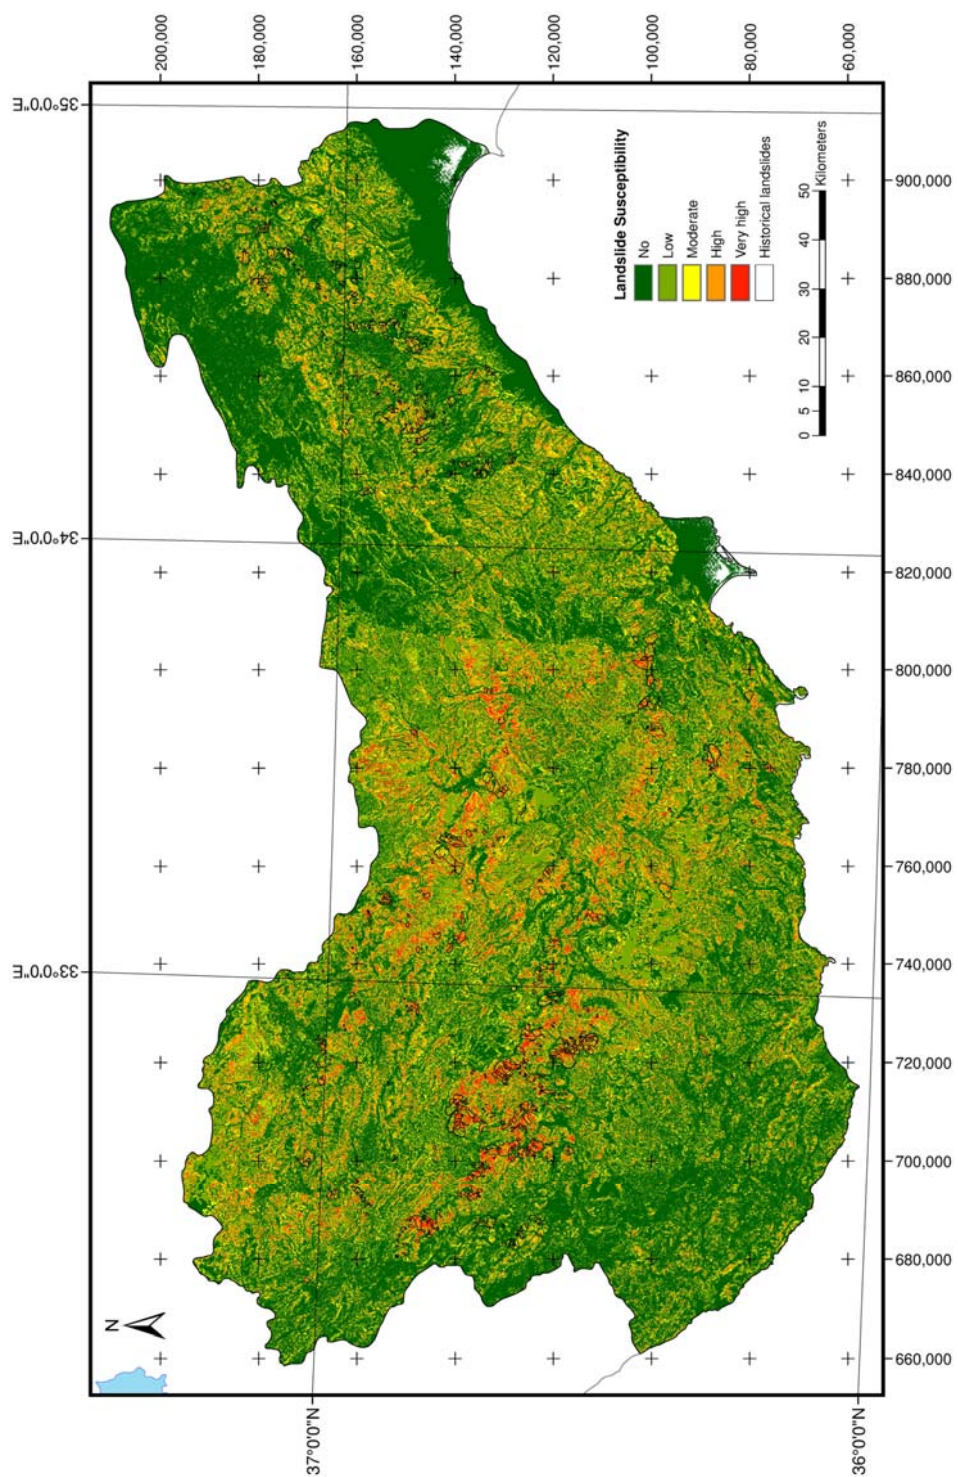 200,000
180,000
160,000
140,000
120,000
100,000
80,000
60,000
35°0'0"E
34°0'0"E
33°0'0"E
Landslide Susceptibility
No
Low
Moderate
High
Very high
Historical landslides
0 5 10 20 30 40 50
Kilometers
900,000
880,000
860,000
840,000
820,000
800,000
780,000
760,000
740,000
720,000
700,000
680,000
660,000
N
37°0'0"N
36°0'0"N